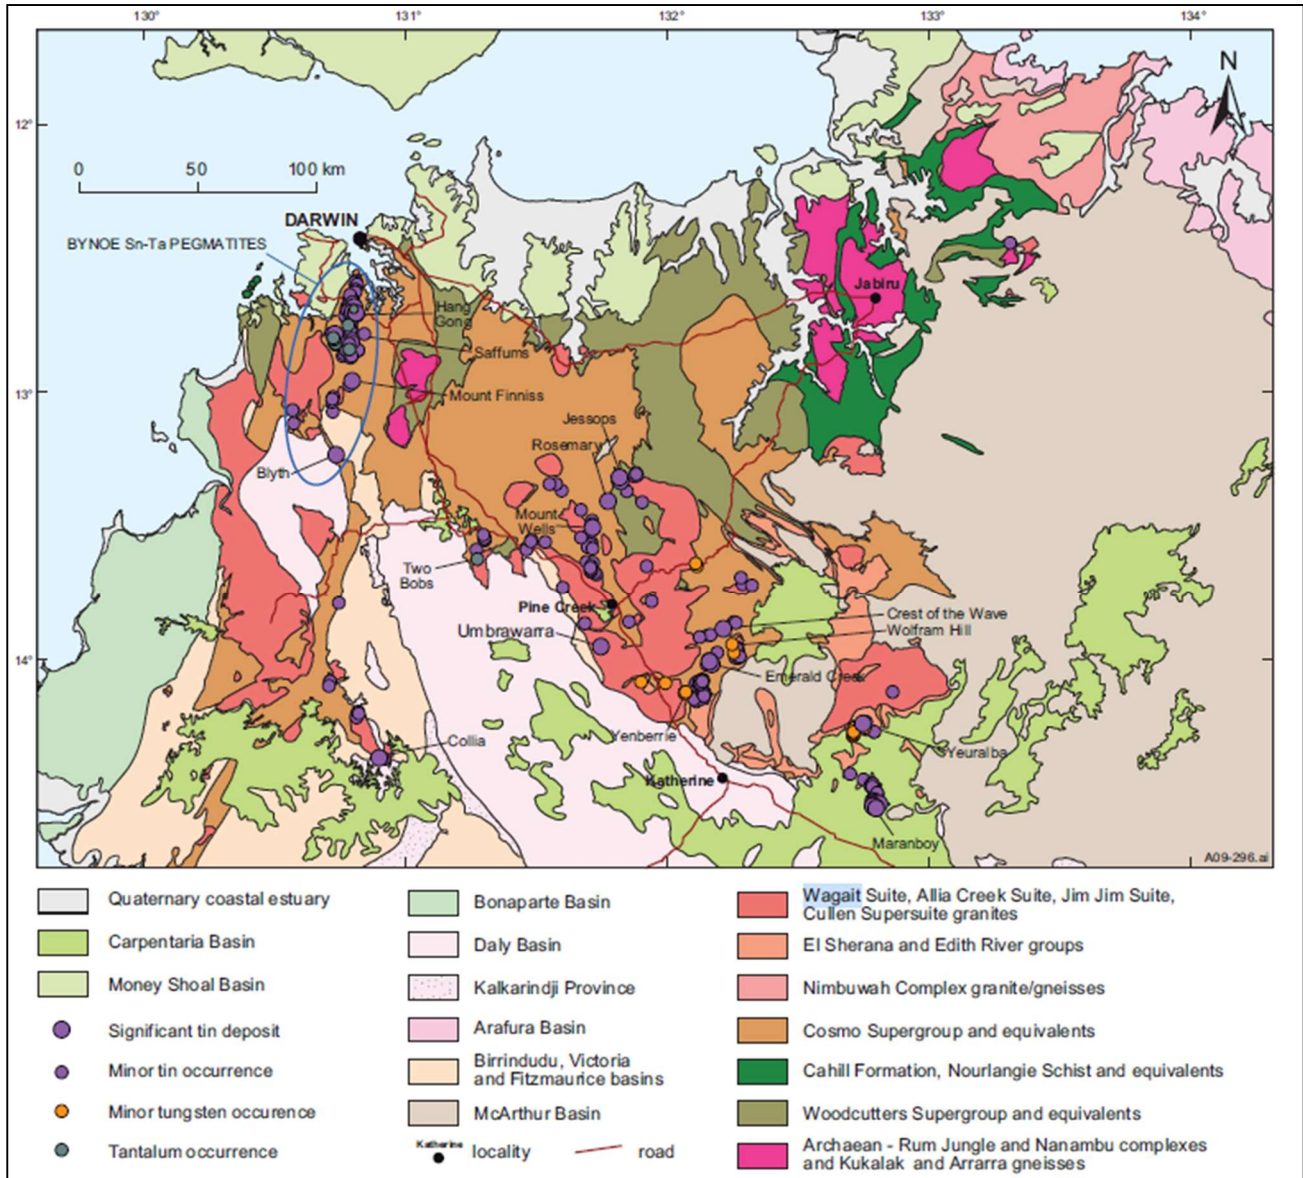 130°
131°
132°
133°
134°
N
12°
0 50 100 km
DARWIN
BYNOE Sn-Ta PEGMATITES
Jabiru
Hang
Gong
Saffums
13°
Mount Finniss
Jessops
Rosemary
Blyth
Mount
Wells
Two
Bobs
Pine Creek
Crest of the Wave
Umbrawarra
Wolfram Hill
14°
Emerald Creek
Yenberrie
Collia
Yeuralba
Katherine
Maranboy
A09-296.ai
Quaternary coastal estuary
Carpentaria Basin
Money Shoal Basin
Significant tin deposit
Minor tin occurrence
Minor tungsten occurence
Tantalum occurrence
Bonaparte Basin
Daly Basin
Kalkarindji Province
Arafura Basin
Birrindudu, Victoria
and Fitzmaurice basins
McArthur Basin
Katherine
locality
road
Wagait Suite, Allia Creek Suite, Jim Jim Suite,
Cullen Supersuite granites
El Sherana and Edith River groups
Nimbuwah Complex granite/gneisses
Cosmo Supergroup and equivalents
Cahill Formation, Nourlangie Schist and equivalents
Woodcutters Supergroup and equivalents
Archaean - Rum Jungle and Nanambu complexes
and Kukalak and Arrarra gneisses